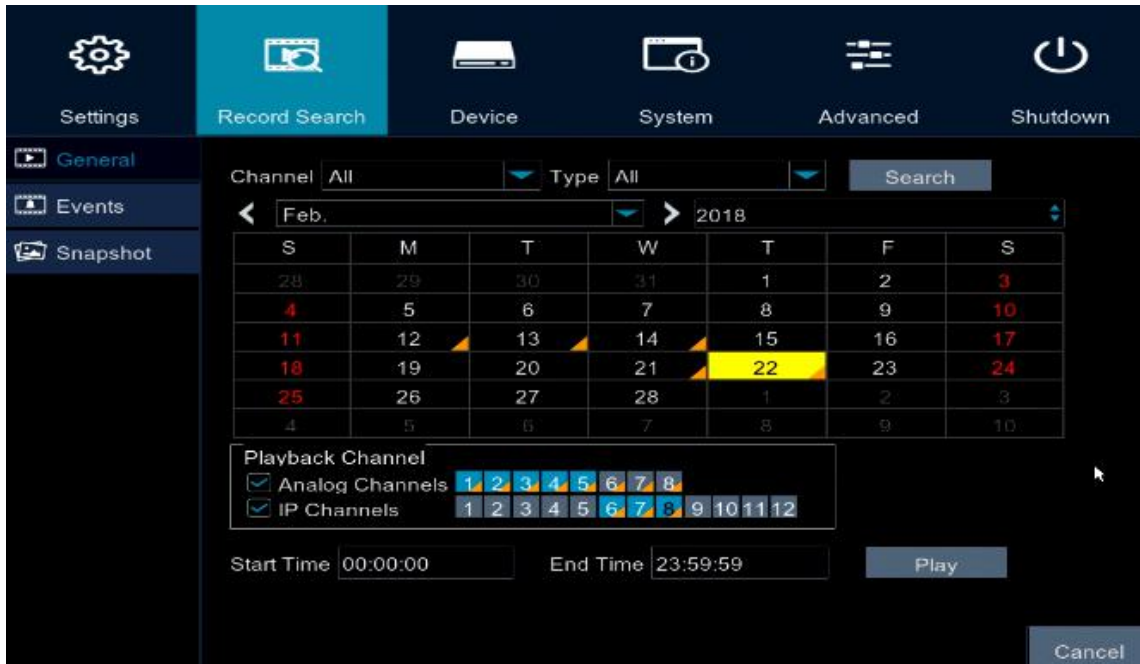 Settings Record Search Device System Advanced Shutdown
General
Events
Snapshot
Channel All Type All Search
Feb. 2018
S M T W T F S
28 29 30 31 1 2 3
4 5 6 7 8 9 10
11 12 13 14 15 16 17
18 19 20 21 22 23 24
25 26 27 28 1 2 3
4 5 6 7 8 9 10
Playback Channel
Analog Channels 1 2 3 4 5 6 7 8
IP Channels 1 2 3 4 5 6 7 8 9 10 11 12
Start Time 00:00:00 End Time 23:59:59 Play
Cancel